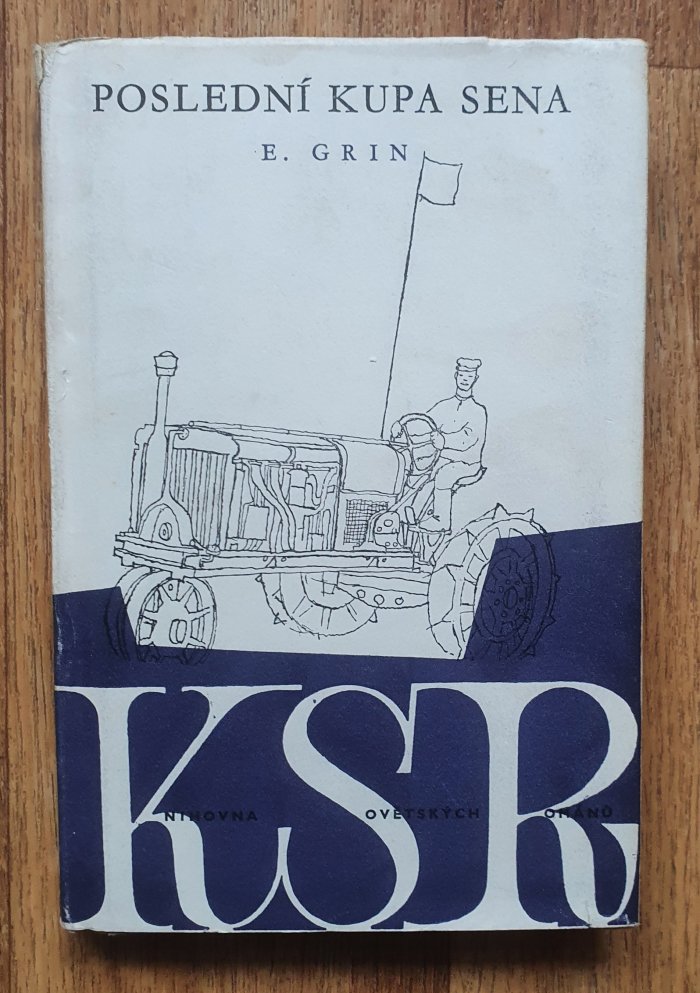 POSLEDNÍ KUPA SENA
E. GRIN
KSR
NIHOVNA OVĚTSKÝCH OMÁNŮ